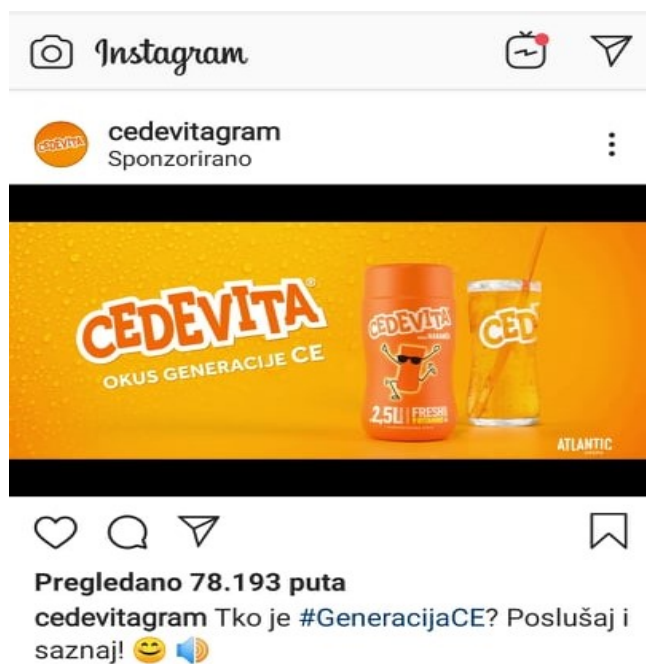 Instagram
CEDEVITA
cedevitagram
Sponzorirano
CEDEVITA®
OKUS GENERACIJE CE
CEDEVITA
2,5L FRESH
CED
ATLANTIC
Pregledano 78.193 puta
cedevitagram Tko je #GeneracijaCE? Poslušaj i
saznaj! 😊 🔊